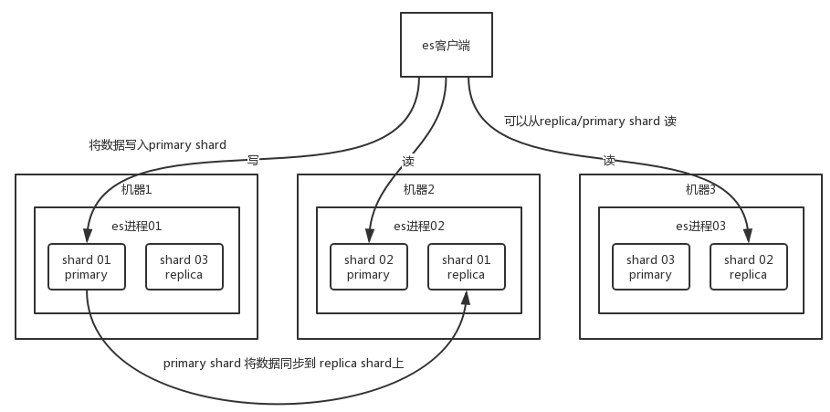 es客户端
可以从replica/primary shard 读
将数据写入primary shard
写
读
读
机器1
机器2
机器3
es进程01
es进程02
es进程03
shard 01
primary
shard 03
replica
shard 02
primary
shard 01
replica
shard 03
primary
shard 02
replica
primary shard 将数据同步到 replica shard上